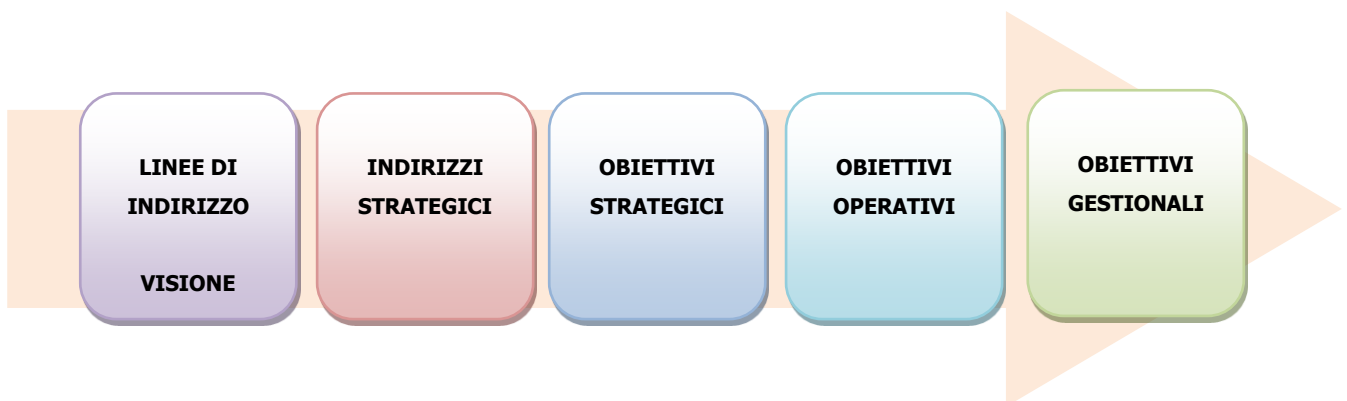 LINEE DI
INDIRIZZO
VISIONE
INDIRIZZI
STRATEGICI
OBIETTIVI
STRATEGICI
OBIETTIVI
OPERATIVI
OBIETTIVI
GESTIONALI